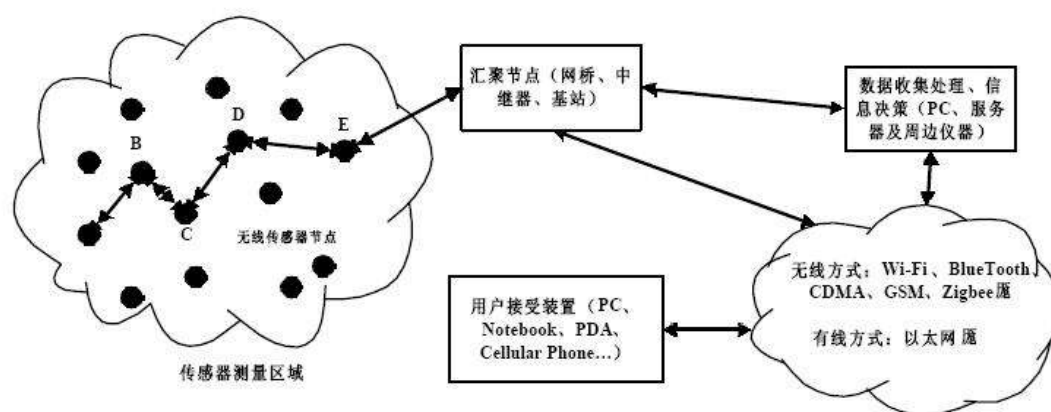 B
D
E
C
无线传感器节点
传感器测量区域
汇聚节点（网桥、中
继器、基站）
数据收集处理、信
息决策（PC、服务
器及周边仪器）
用户接受装置（PC、
Notebook、PDA、
Cellular Phone...）
无线方式：Wi-Fi、BlueTooth、
CDMA、GSM、Zigbee
有线方式：以太网